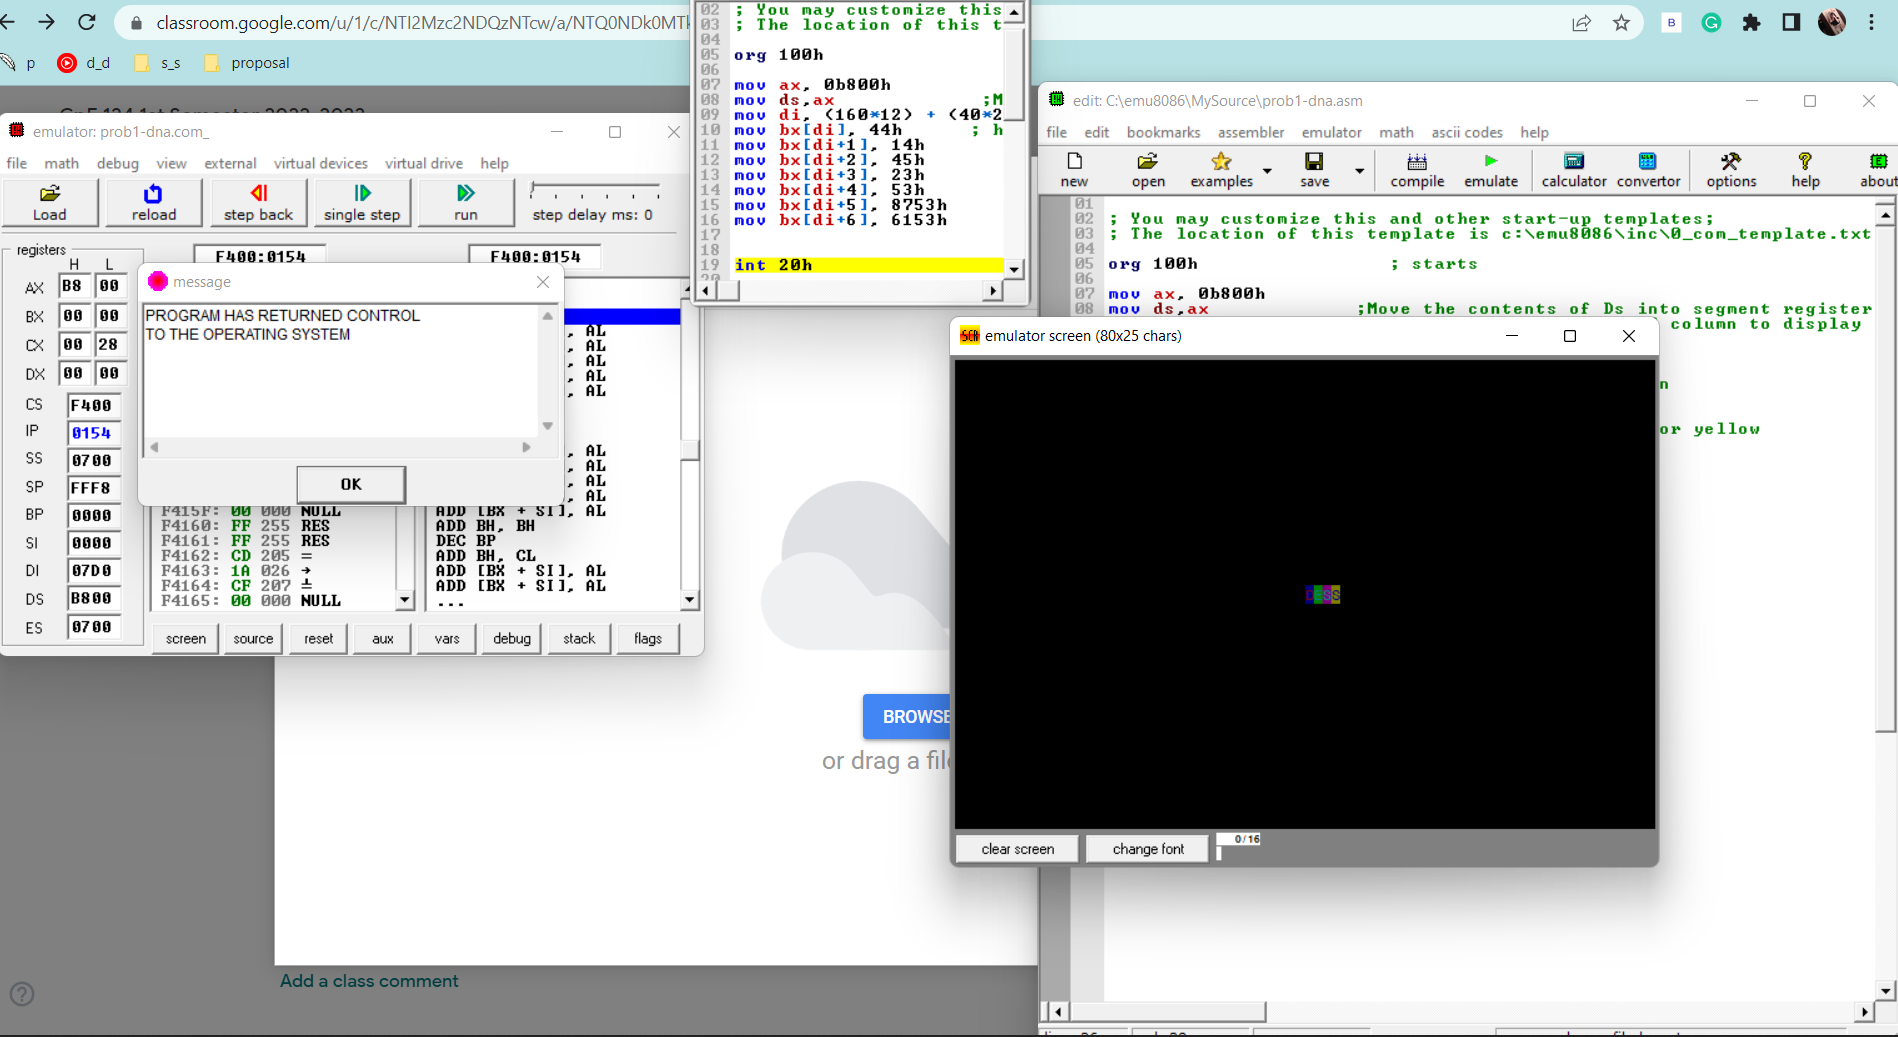 classroom.google.com/u/1/c/NTI2Mzc2NDQzNTcw/a/NTQ0NDk0MTk
p d_d s_s proposal
emulator: prob1-dna.com_
file math debug view external virtual devices virtual drive help
Load reload step back single step run step delay ms: 0
registers
F400:0154 F400:0154
H L
AX B8 00
BX 00 00
CX 00 28
DX 00 00
CS F400
IP 0154
SS 0700
SP FFF8
BP 0000
SI 0000
DI 07D0
DS B800
ES 0700
message
PROGRAM HAS RETURNED CONTROL
TO THE OPERATING SYSTEM
OK
, AL
, AL
, AL
, AL
, AL
, AL
, AL
, AL
, AL
F415F: 00 000 NULL ADD [BX + SI], AL
F4160: FF 255 RES ADD BH, BH
F4161: FF 255 RES DEC BP
F4162: CD 205 = ADD BH, CL
F4163: 1A 026 → ADD [BX + SI], AL
F4164: CF 207 ╧ ADD [BX + SI], AL
F4165: 00 000 NULL ...
screen source reset aux vars debug stack flags
02 ; You may customize this
03 ; The location of this t
04
05 org 100h
06
07 mov ax, 0b800h
08 mov ds,ax ;M
09 mov di, (160*12) + (40*2
10 mov bx[di], 44h ; h
11 mov bx[di+1], 14h
12 mov bx[di+2], 45h
13 mov bx[di+3], 23h
14 mov bx[di+4], 53h
15 mov bx[di+5], 8753h
16 mov bx[di+6], 6153h
17
18
19 int 20h
20
edit: C:\emu8086\MySource\prob1-dna.asm
file edit bookmarks assembler emulator math ascii codes help
new open examples save compile emulate calculator convertor options help about
01
02 ; You may customize this and other start-up templates;
03 ; The location of this template is c:\emu8086\inc\0_com_template.txt
04
05 org 100h ; starts
06
07 mov ax, 0b800h
08 mov ds,ax ;Move the contents of Ds into segment register
column to display
n
or yellow
emulator screen (80x25 chars)
DESS
clear screen change font 0/16
BROWSE
or drag a file
Add a class comment